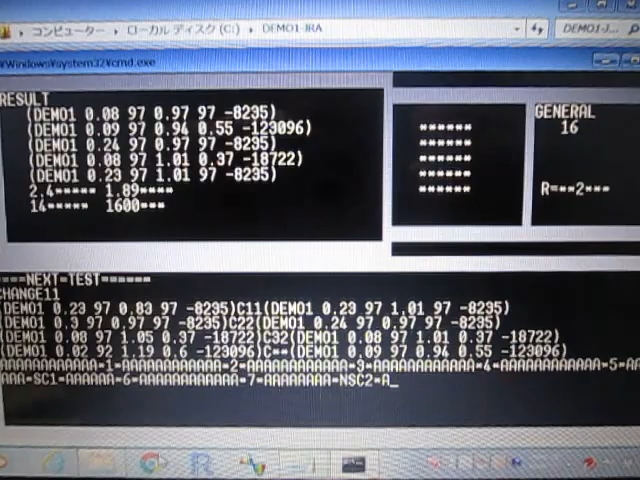 コンピューター ▸ ローカル ディスク (C:) ▸ DEMO1-JRA
DEMO1-J...
¥Windows¥system32¥cmd.exe
RESULT
(DEMO1 0.08 97 0.97 97 -8235)
(DEMO1 0.09 97 0.94 0.55 -123096)
(DEMO1 0.24 97 0.97 97 -8235)
(DEMO1 0.08 97 1.01 0.37 -18722)
(DEMO1 0.23 97 1.01 97 -8235)
2.4***** 1.89****
14***** 1600***
******
******
******
******
******
GENERAL
16
R=**2***
===NEXT=TEST======
CHANGE11
(DEMO1 0.23 97 0.83 97 -8235)C11(DEMO1 0.23 97 1.01 97 -8235)
(DEMO1 0.3 97 0.97 97 -8235)C22(DEMO1 0.24 97 0.97 97 -8235)
(DEMO1 0.08 97 1.05 0.37 -18722)C32(DEMO1 0.08 97 1.01 0.37 -18722)
(DEMO1 0.02 92 1.19 0.6 -123096)C==(DEMO1 0.09 97 0.94 0.55 -123096)
AAAAAAAAAAAA=1=AAAAAAAAAAAA=2=AAAAAAAAAAAA=3=AAAAAAAAAAAA=4=AAAAAAAAAAAA=5=AA
AAA=SC1=AAAAAA=6=AAAAAAAAAAAA=7=AAAAAAAA=NSC2=A_